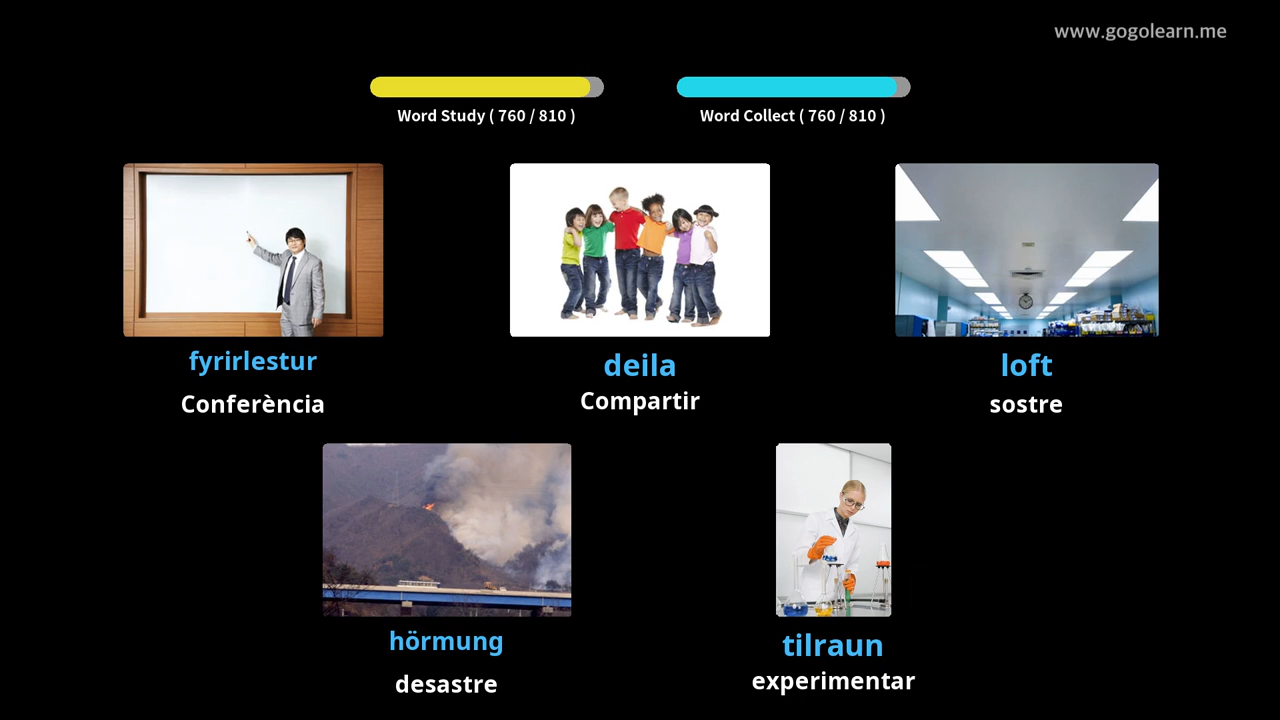 www.gogolearn.me
Word Study ( 760 / 810 )
Word Collect ( 760 / 810 )
fyrirlestur
Conferència
deila
Compartir
loft
sostre
hörmung
desastre
tilraun
experimentar